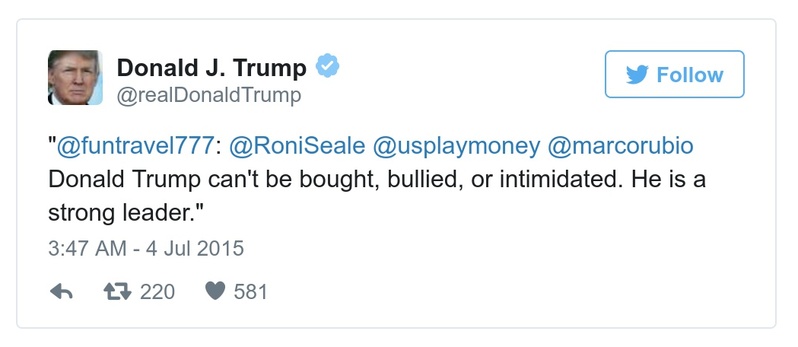 Donald J. Trump
@realDonaldTrump
Follow
"@funtravel777: @RoniSeale @usplaymoney @marcorubio
Donald Trump can't be bought, bullied, or intimidated. He is a
strong leader."
3:47 AM - 4 Jul 2015
220 581